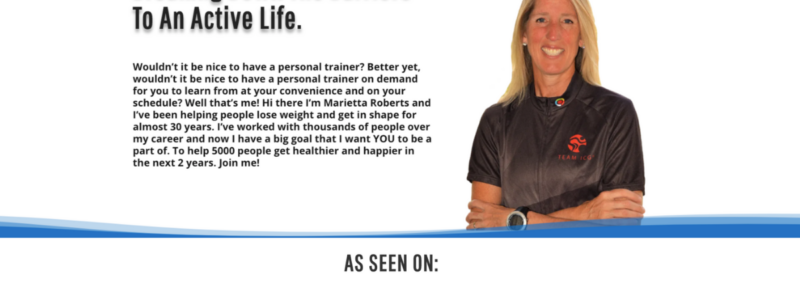 To An Active Life.
Wouldn't it be nice to have a personal trainer? Better yet,
wouldn't it be nice to have a personal trainer on demand
for you to learn from at your convenience and on your
schedule? Well that's me! Hi there I'm Marietta Roberts and
I've been helping people lose weight and get in shape for
almost 30 years. I've worked with thousands of people over
my career and now I have a big goal that I want YOU to be a
part of. To help 5000 people get healthier and happier in
the next 2 years. Join me!
TEAM
AS SEEN ON: